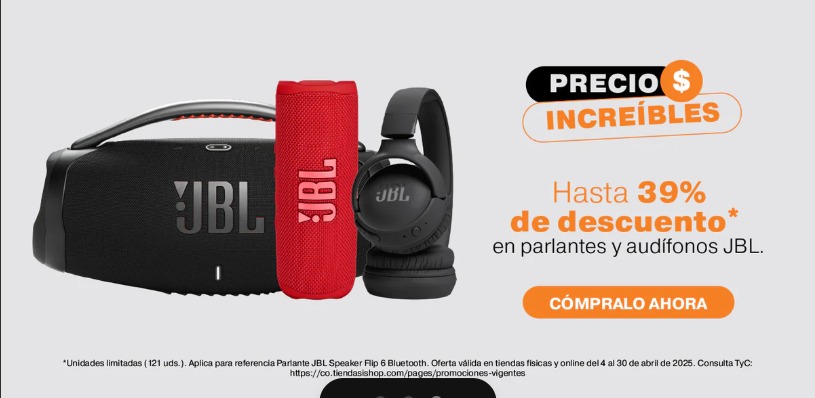 PRECIO $
INCREÍBLES
JBL
JBL
JBL
Hasta 39%
de descuento*
en parlantes y audífonos JBL.
CÓMPRALO AHORA
*Unidades limitadas (121 uds.). Aplica para referencia Parlante JBL Speaker Flip 6 Bluetooth. Oferta válida en tiendas físicas y online del 4 al 30 de abril de 2025. Consulta TyC:
https://co.tiendasishop.com/pages/promociones-vigentes